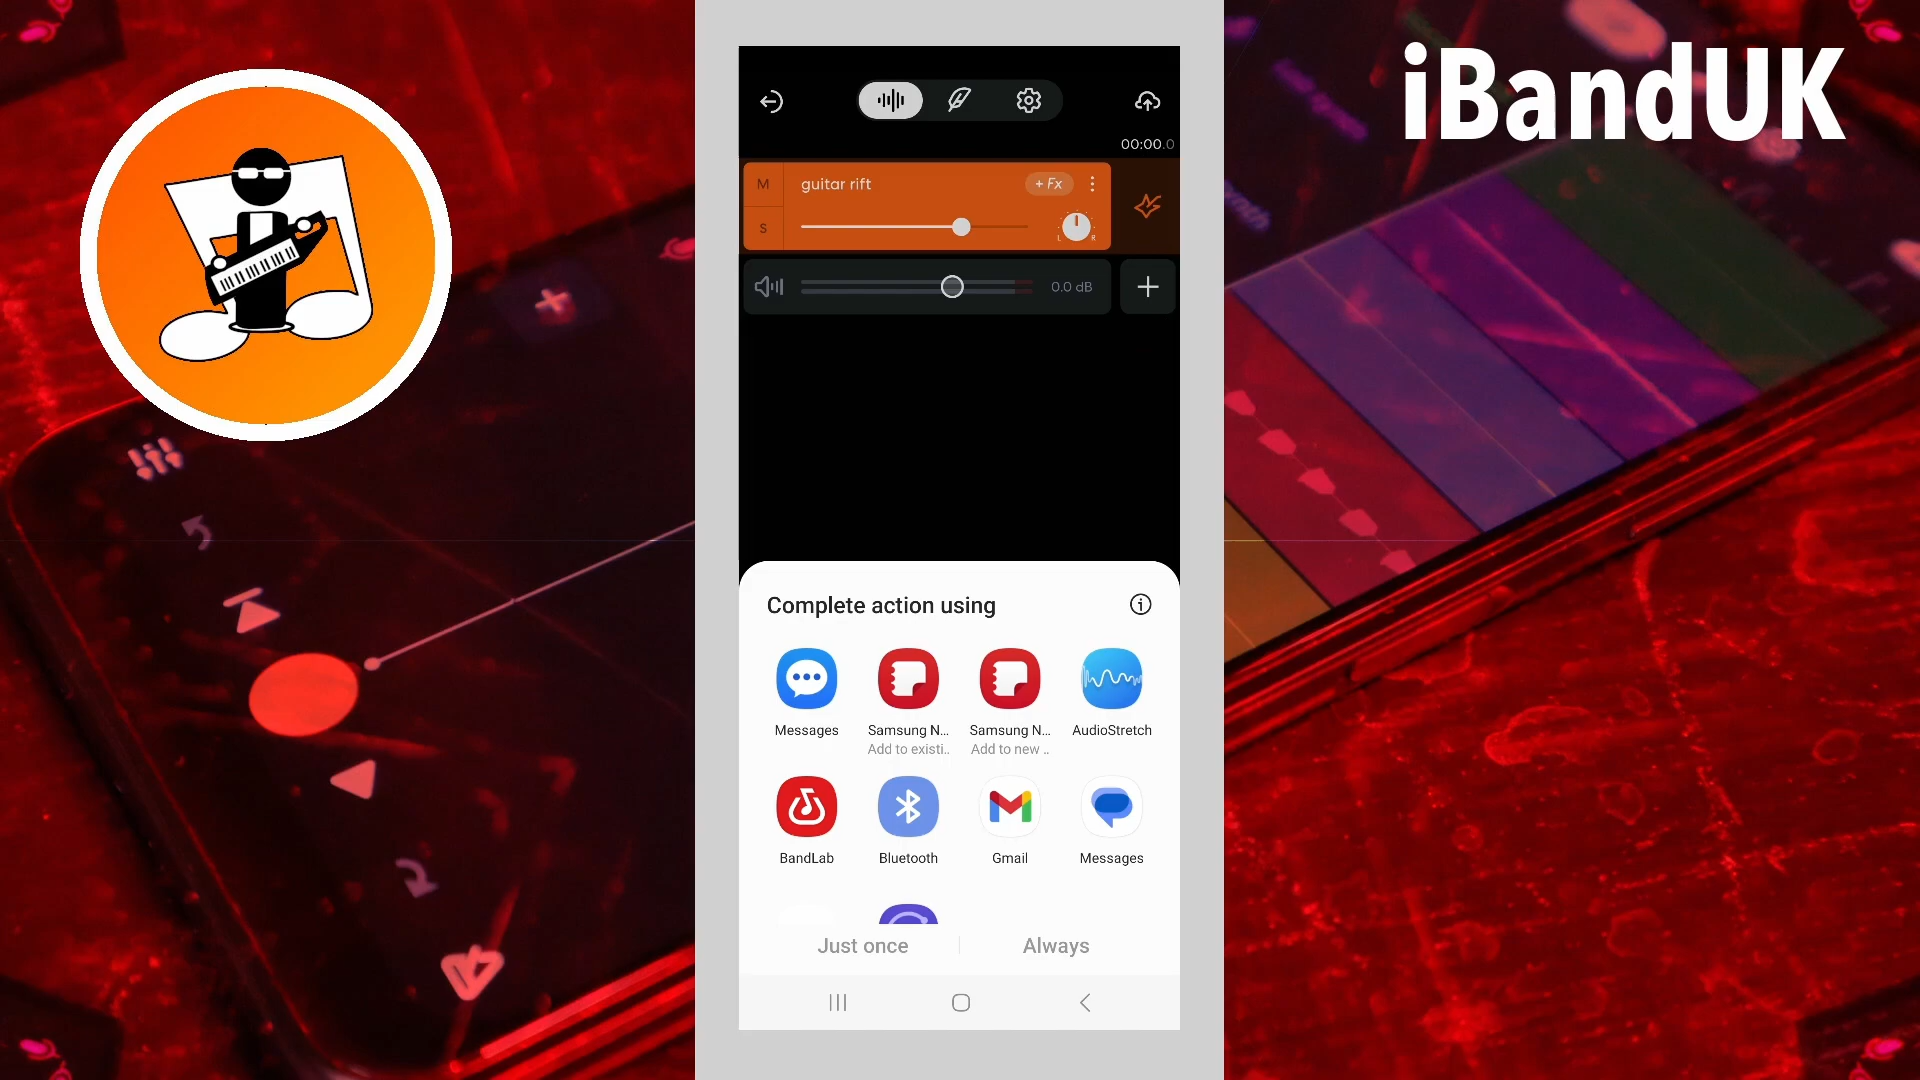 iBandUK
00:00.0
M
guitar rift
+ Fx
S
L
R
0.0 dB
Complete action using
Messages
Samsung N...
Samsung N...
AudioStretch
Add to existi..
Add to new ..
BandLab
Bluetooth
Gmail
Messages
Just once
Always